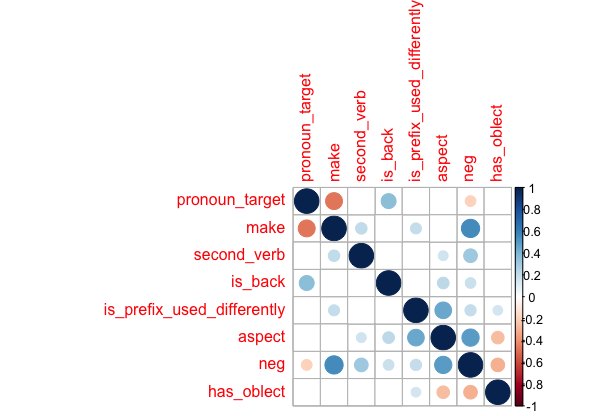 pronoun_target
make
second_verb
is_back
is_prefix_used_differently
aspect
neg
has_oblect
pronoun_target
make
second_verb
is_back
is_prefix_used_differently
aspect
neg
has_oblect
1
0.8
0.6
0.4
0.2
0
-0.2
-0.4
-0.6
-0.8
-1